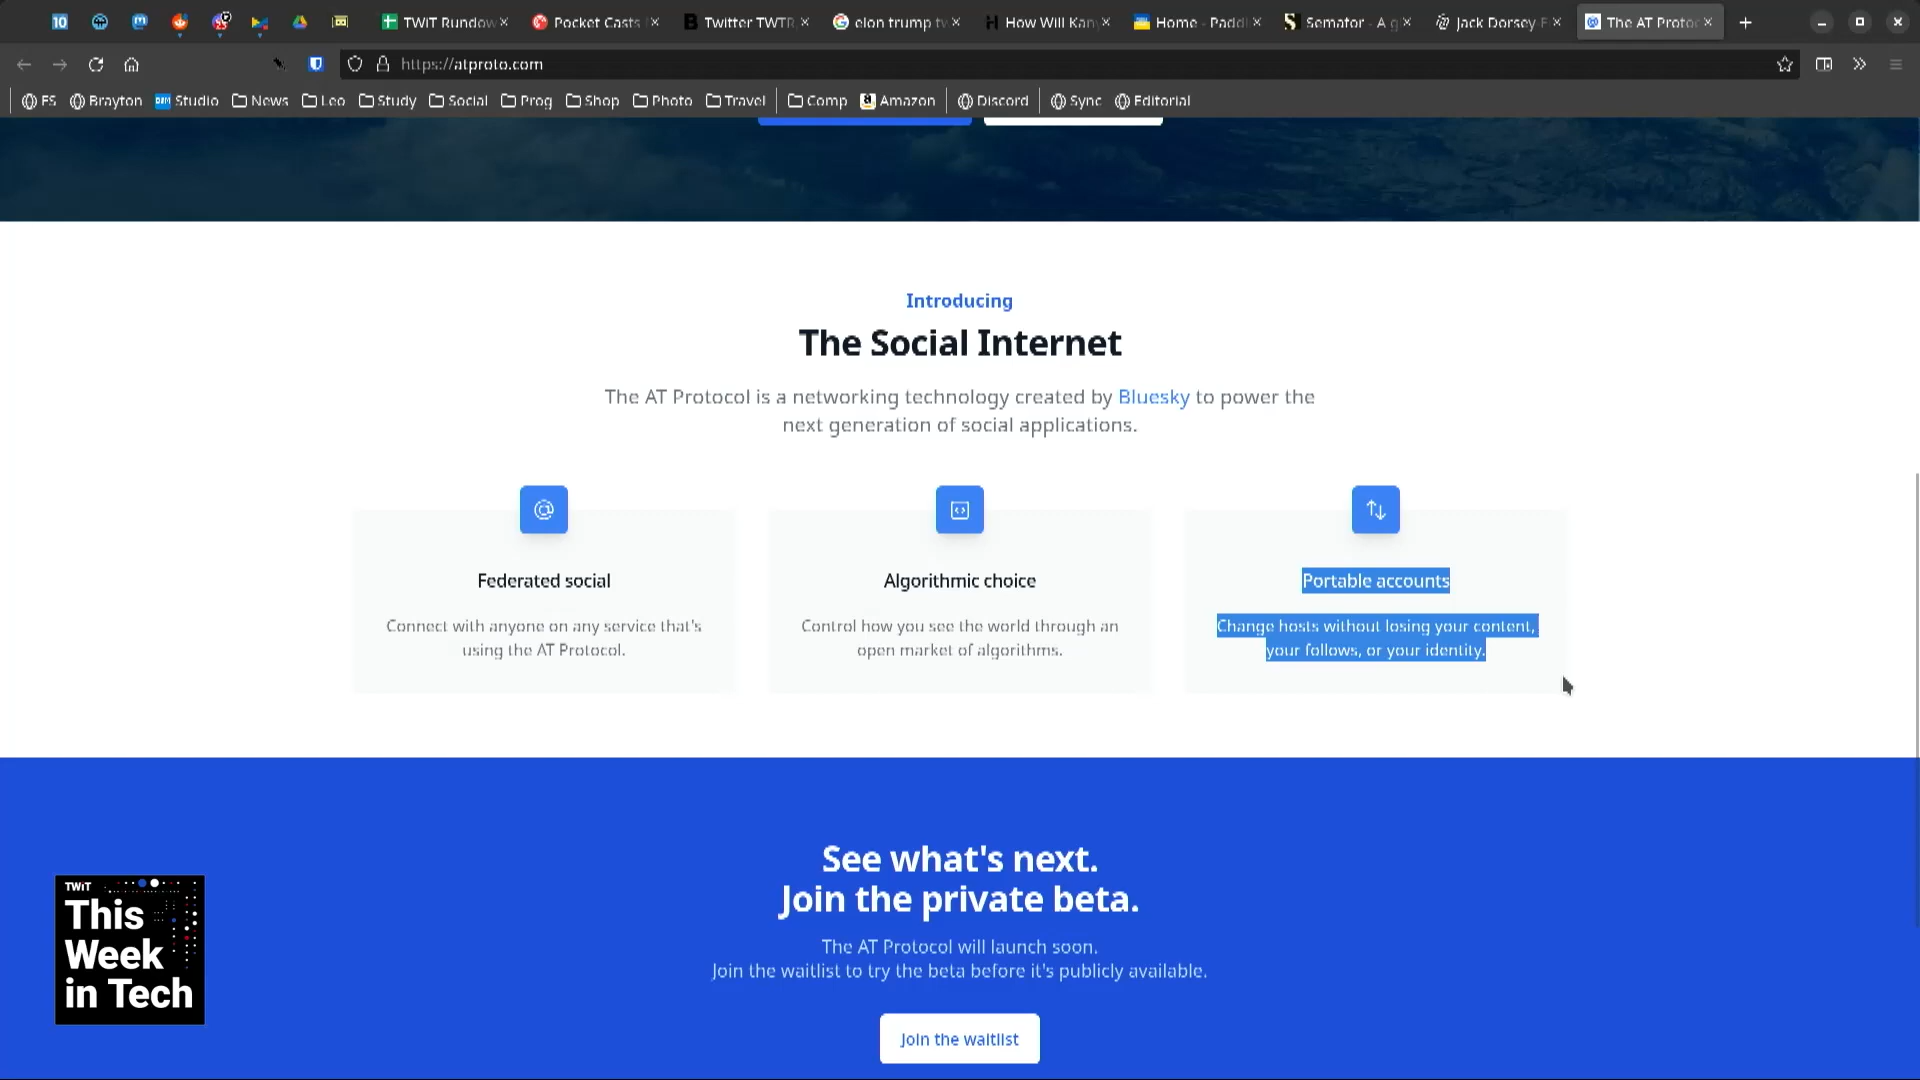 10
TWiT Rundow
Pocket Casts
Twitter TWTR
elon trump tw
How Will Kan
Home - Paddi
Semafor - A g
Jack Dorsey
The AT Protoc
https://atproto.com
FS
Brayton
Studio
News
Leo
Study
Social
Prog
Shop
Photo
Travel
Comp
Amazon
Discord
Sync
Editorial
Introducing
The Social Internet
The AT Protocol is a networking technology created by Bluesky to power the
next generation of social applications.
Federated social
Connect with anyone on any service that's
using the AT Protocol.
Algorithmic choice
Control how you see the world through an
open market of algorithms.
Portable accounts
Change hosts without losing your content,
your follows, or your identity.
See what's next.
Join the private beta.
The AT Protocol will launch soon.
Join the waitlist to try the beta before it's publicly available.
Join the waitlist
TWiT
This
Week
in Tech